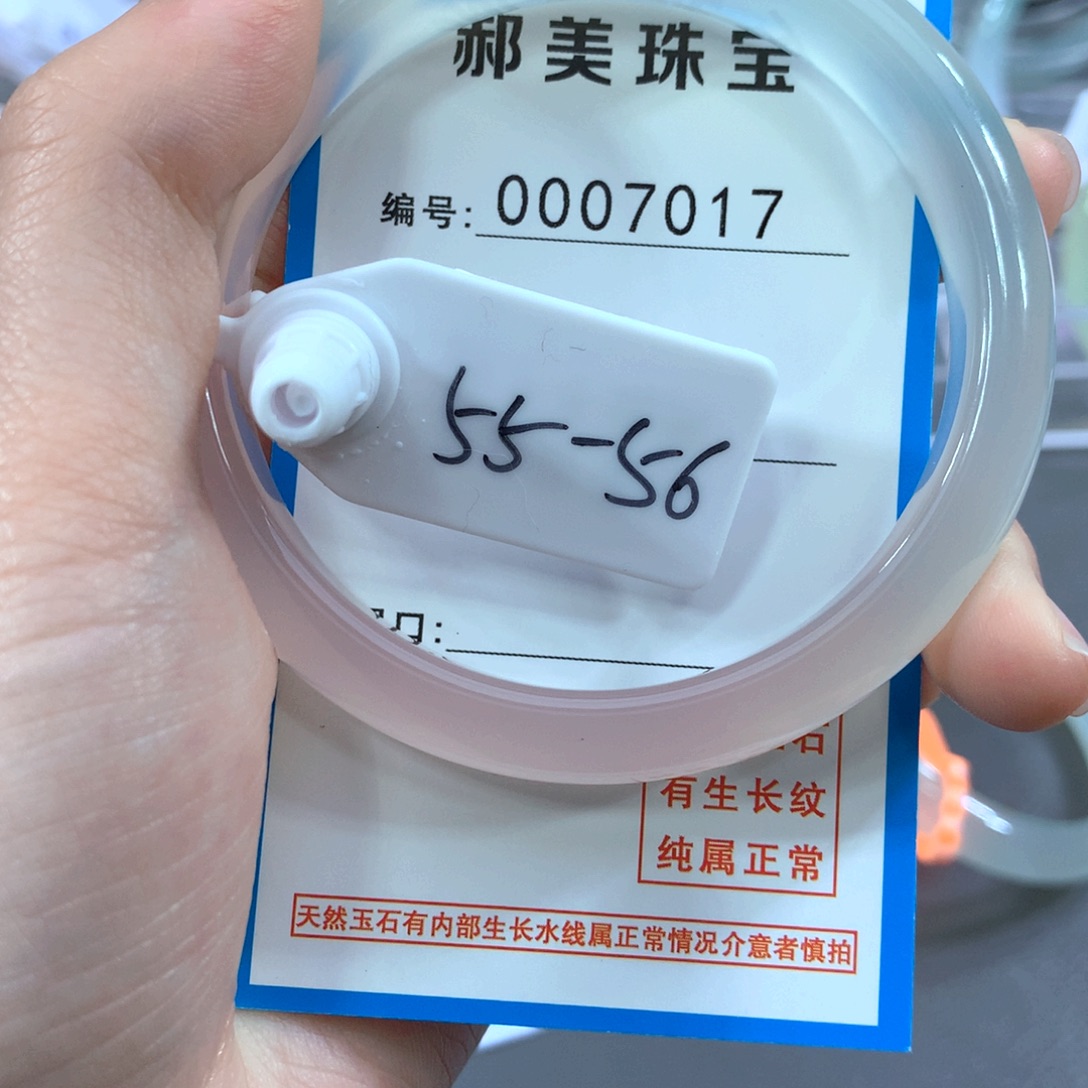 郝美珠宝
编号: 0007017
55-56
口:
石
有生长纹
纯属正常
天然玉石有内部生长水线属正常情况介意者慎拍